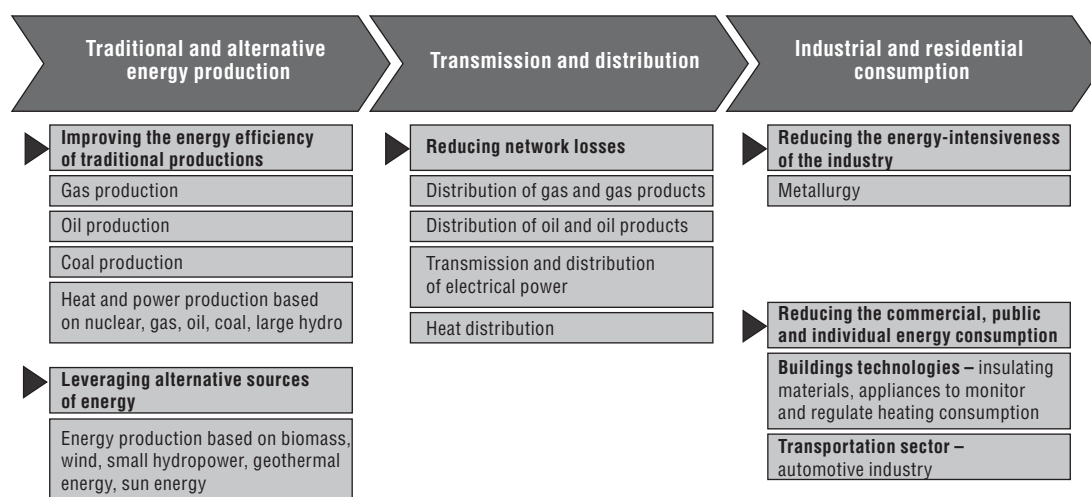 Traditional and alternative
energy production
Transmission and distribution
Industrial and residential
consumption
Improving the energy efficiency
of traditional productions
Gas production
Oil production
Coal production
Heat and power production based
on nuclear, gas, oil, coal, large hydro
Leveraging alternative sources
of energy
Energy production based on biomass,
wind, small hydropower, geothermal
energy, sun energy
Reducing network losses
Distribution of gas and gas products
Distribution of oil and oil products
Transmission and distribution
of electrical power
Heat distribution
Reducing the energy-intensiveness
of the industry
Metallurgy
Reducing the commercial, public
and individual energy consumption
Buildings technologies – insulating
materials, appliances to monitor
and regulate heating consumption
Transportation sector –
automotive industry